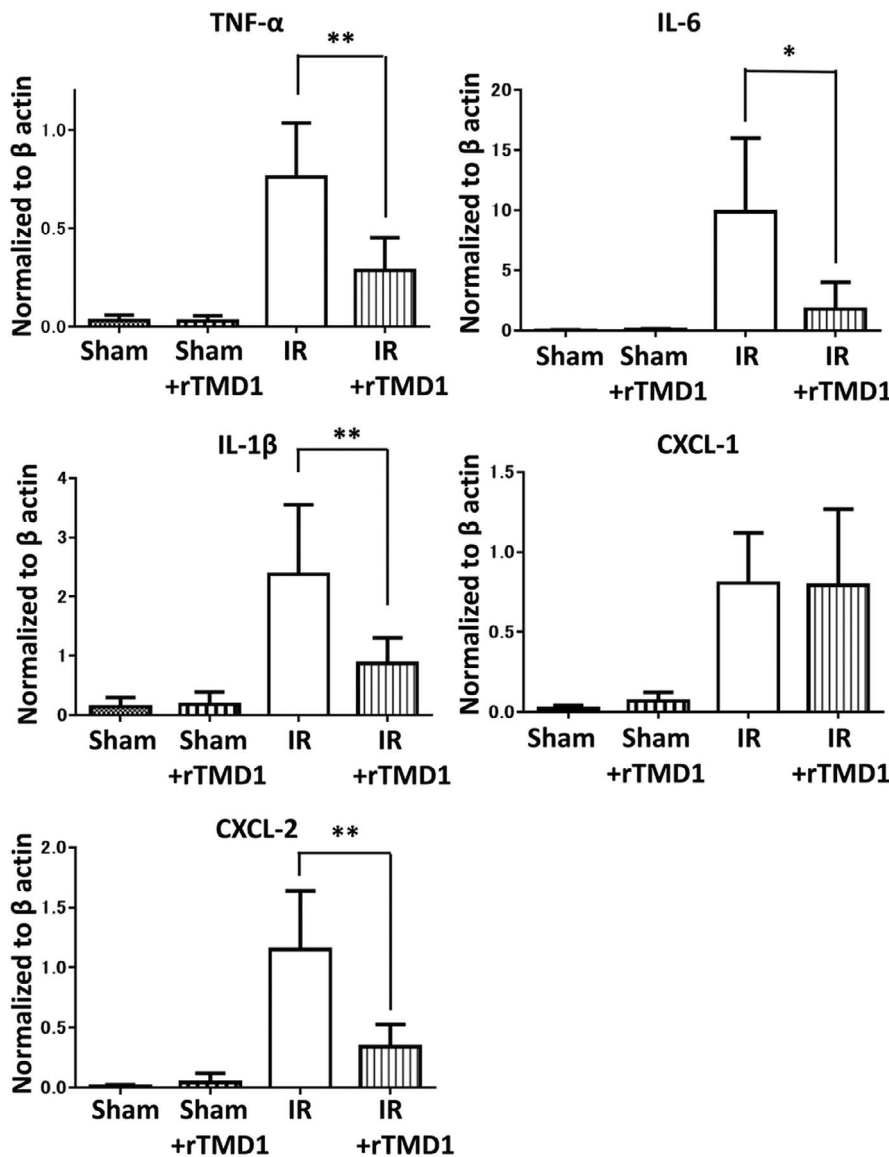 TNF-α
**
Normalized to β actin
1.0
0.5
0.0
Sham
Sham
+rTMD1
IR
IR
+rTMD1
IL-6
*
Normalized to β actin
20
15
10
5
0
Sham
Sham
+rTMD1
IR
IR
+rTMD1
IL-1β
**
Normalized to β actin
4
3
2
1
0
Sham
Sham
+rTMD1
IR
IR
+rTMD1
CXCL-1
Normalized to β actin
1.5
1.0
0.5
0.0
Sham
Sham
+rTMD1
IR
IR
+rTMD1
CXCL-2
**
Normalized to β actin
2.0
1.5
1.0
0.5
0.0
Sham
Sham
+rTMD1
IR
IR
+rTMD1